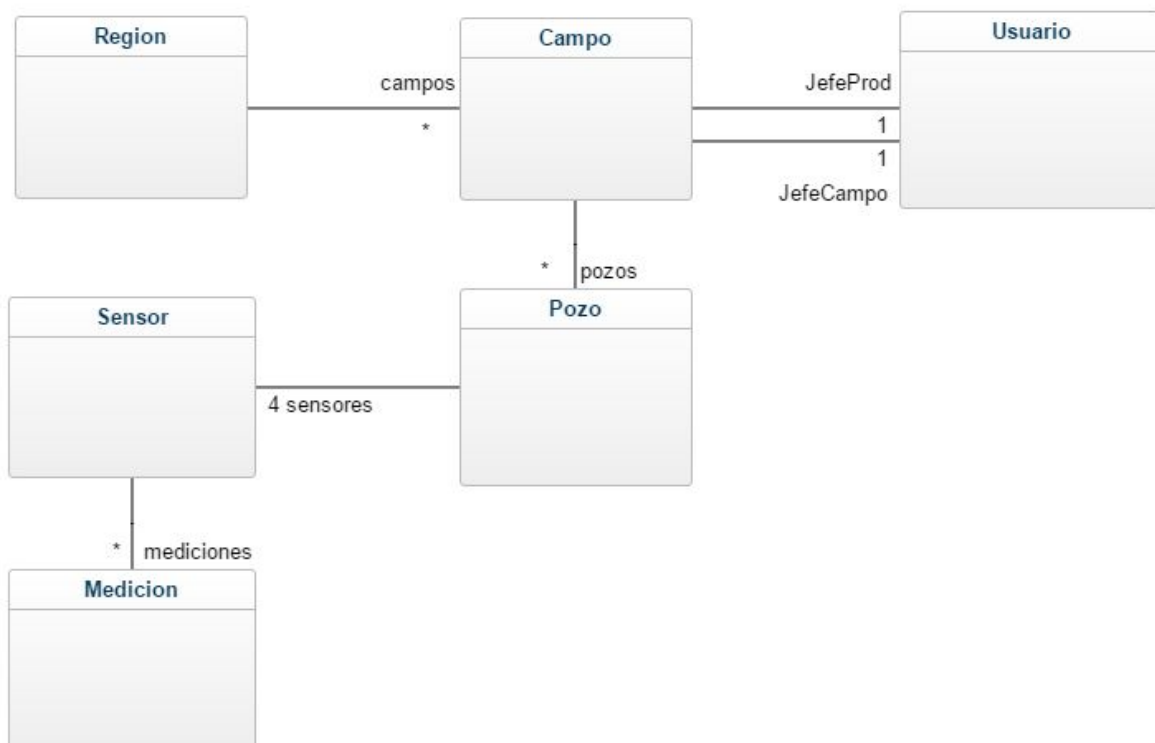 Region
Campo
Usuario
campos
*
JefeProd
1
1
JefeCampo
* pozos
Sensor
Pozo
4 sensores
* mediciones
Medicion